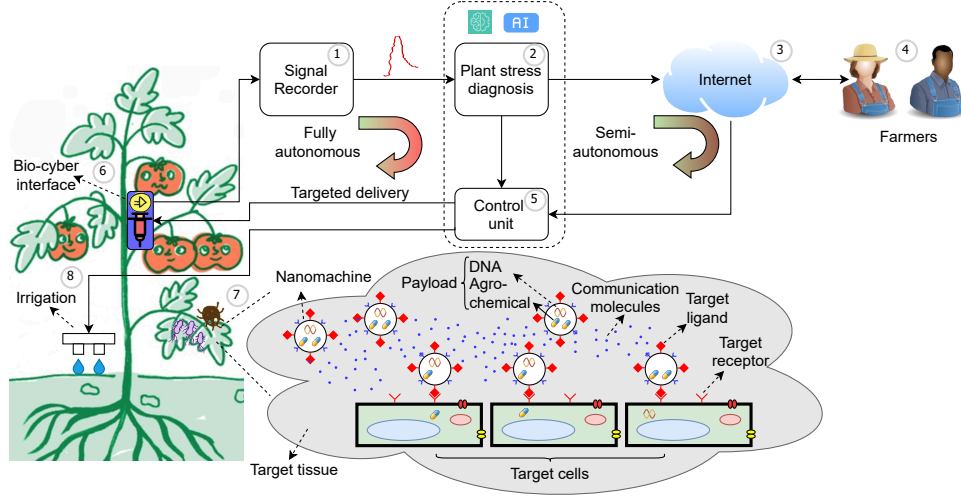 AI
1
Signal
Recorder
2
Plant stress
diagnosis
3
Internet
4
Farmers
Fully
autonomous
Semi-
autonomous
Bio-cyber
interface
6
Targeted delivery
5
Control
unit
8
Irrigation
7
Nanomachine
Payload
DNA
Agro-
chemical
Communication
molecules
Target
ligand
Target
receptor
Target tissue
Target cells